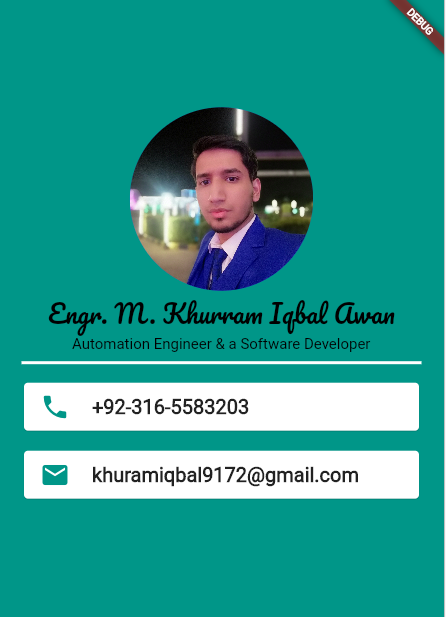 DEBUG
Engr. M. Khurram Iqbal Awan
Automation Engineer & a Software Developer
+92-316-5583203
khuramiqbal9172@gmail.com